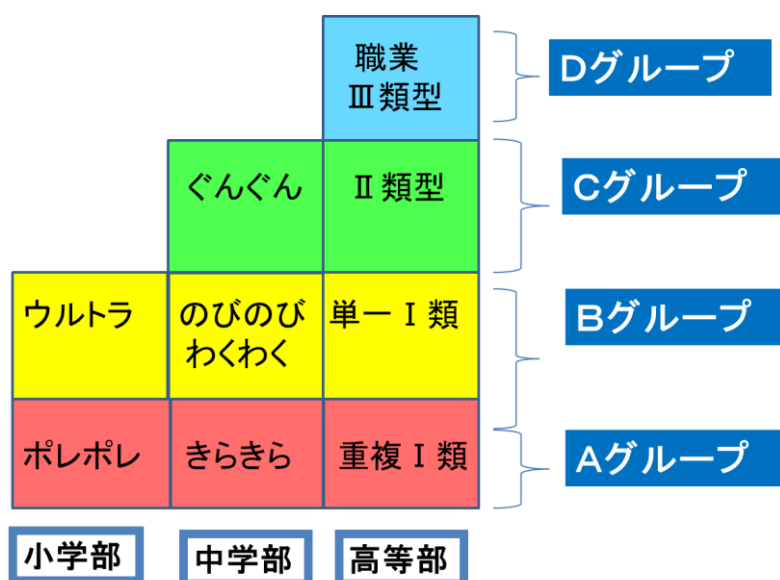 職業
Ⅲ類型
Dグループ
ぐんぐん
Ⅱ類型
Cグループ
ウルトラ
のびのび
わくわく
単一Ⅰ類
Bグループ
ポレポレ
きらきら
重複Ⅰ類
Aグループ
小学部
中学部
高等部